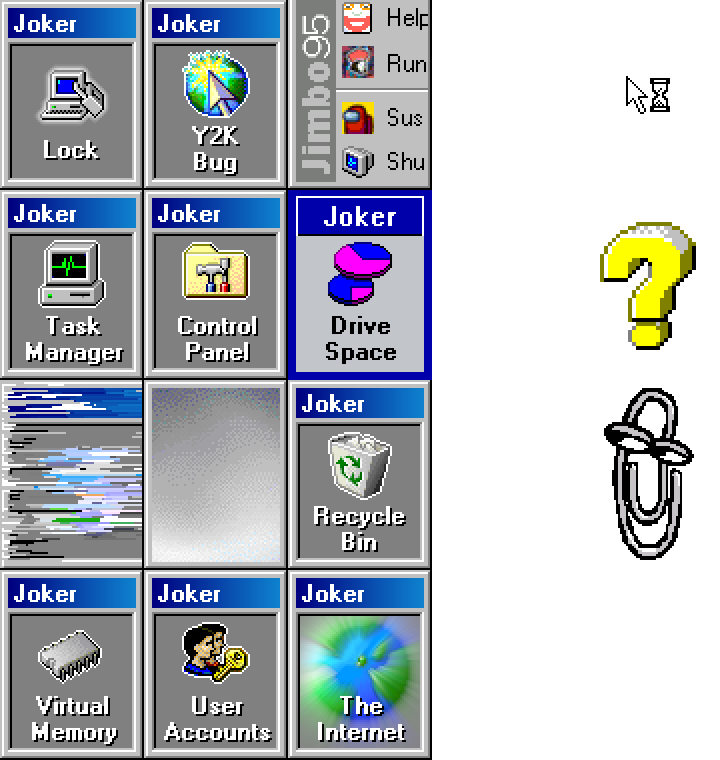 Joker
Lock
Joker
Y2K
Bug
Jimbo95
Help
Run
Sus
Shu
Joker
Task
Manager
Joker
Control
Panel
Joker
Drive
Space
Joker
Recycle
Bin
Joker
Virtual
Memory
Joker
User
Accounts
Joker
The
Internet